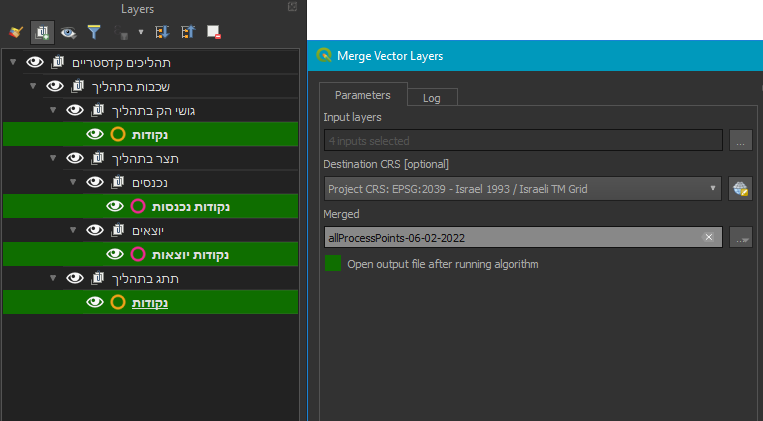 Layers
תהליכים קדסטריים
שכבות בתהליך
גושי הק בתהליך
נקודות
תצר בתהליך
נכנסים
נקודות נכנסות
יוצאים
נקודות יוצאות
תתג בתהליך
נקודות
Merge Vector Layers
Parameters
Log
Input layers
4 inputs selected
...
Destination CRS [optional]
Project CRS: EPSG:2039 - Israel 1993 / Israeli TM Grid
Merged
allProcessPoints-06-02-2022
...
Open output file after running algorithm